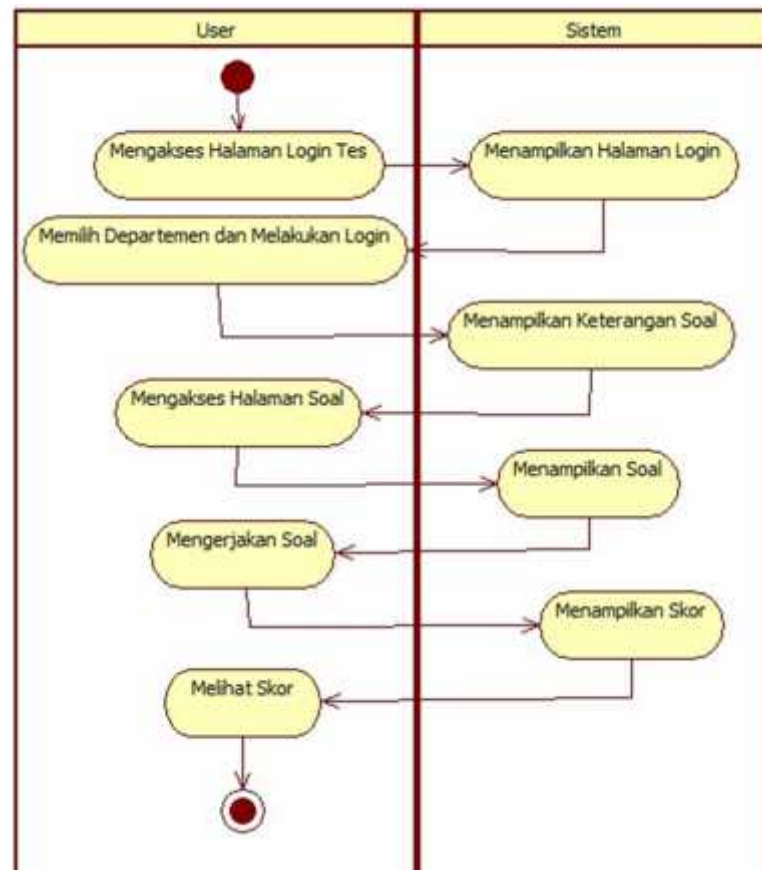 User
Sistem
Mengakses Halaman Login Tes
Menampilkan Halaman Login
Memilih Departemen dan Melakukan Login
Menampilkan Keterangan Soal
Mengakses Halaman Soal
Menampilkan Soal
Mengerjakan Soal
Menampilkan Skor
Melihat Skor